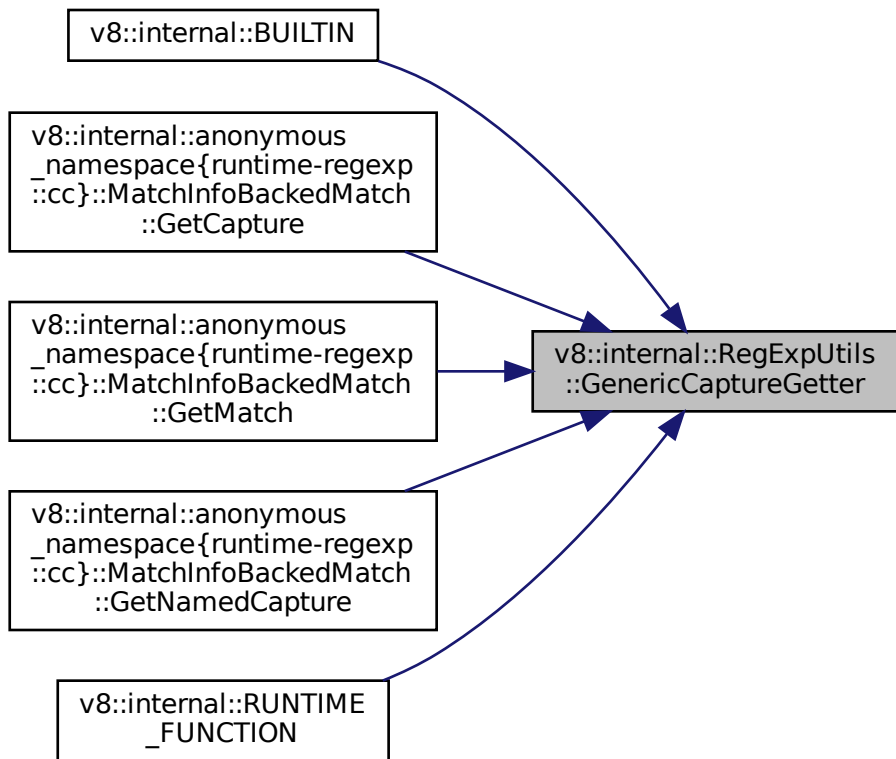 v8::internal::BUILTIN
v8::internal::anonymous
_namespace{runtime-regexp
::cc}::MatchInfoBackedMatch
::GetCapture
v8::internal::anonymous
_namespace{runtime-regexp
::cc}::MatchInfoBackedMatch
::GetMatch
v8::internal::RegExpUtils
::GenericCaptureGetter
v8::internal::anonymous
_namespace{runtime-regexp
::cc}::MatchInfoBackedMatch
::GetNamedCapture
v8::internal::RUNTIME
_FUNCTION